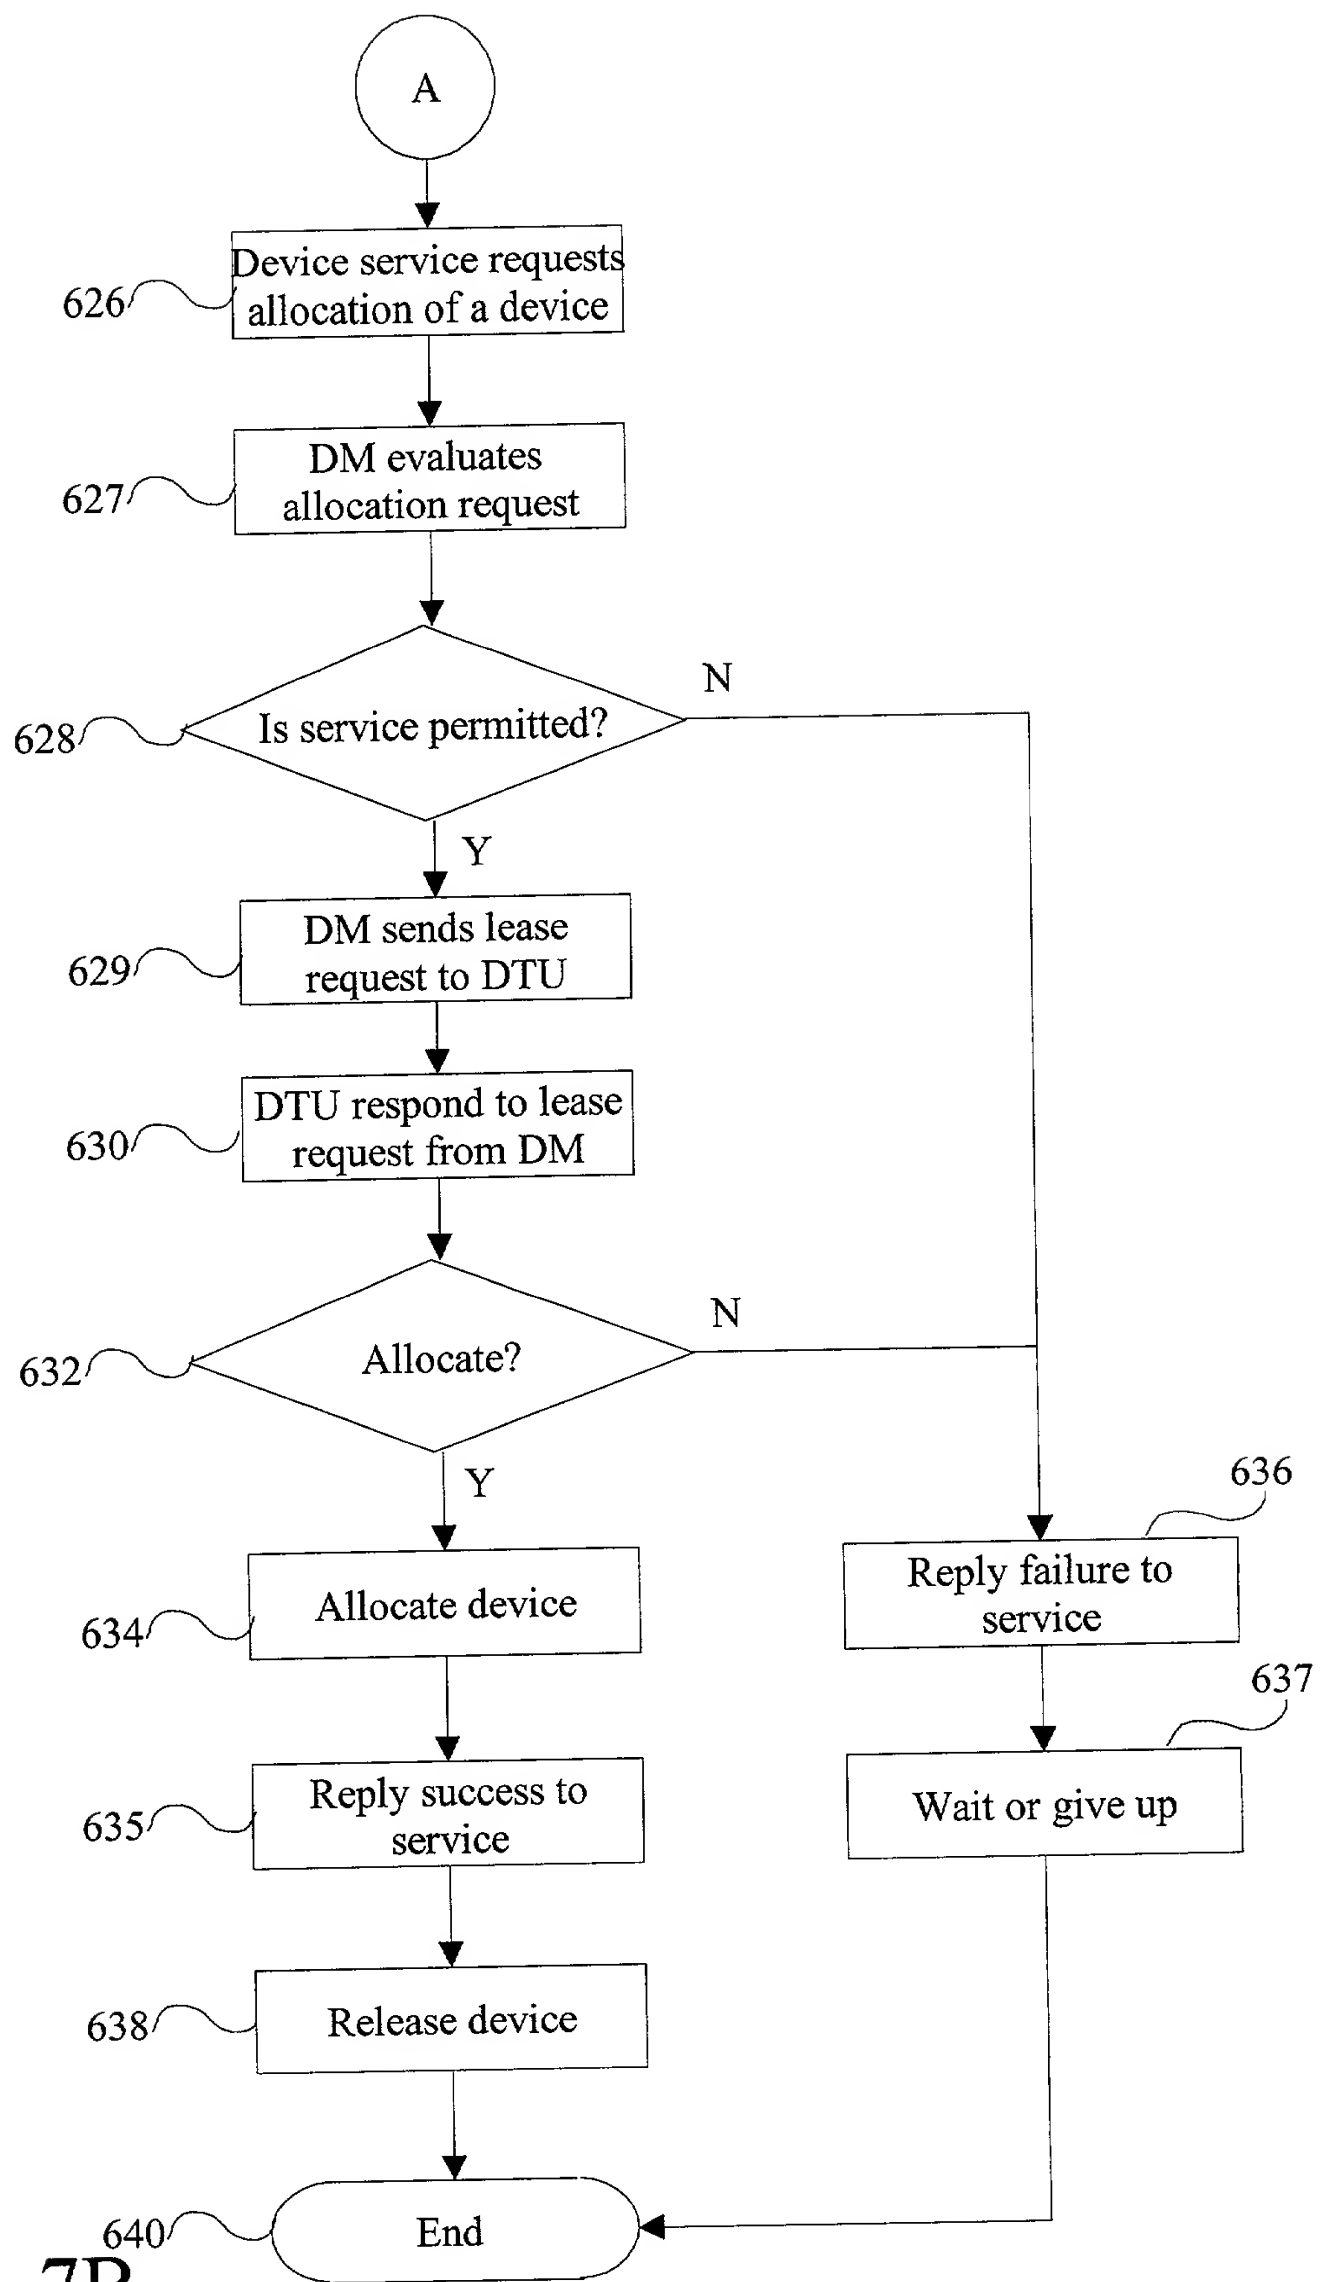 A
Device service requests
allocation of a device
626
DM evaluates
allocation request
627
N
Is service permitted?
628
Y
DM sends lease
request to DTU
629
DTU respond to lease
request from DM
630
N
Allocate?
632
Y
636
Allocate device
634
Reply failure to
service
637
Reply success to
service
635
Wait or give up
Release device
638
End
640
7B